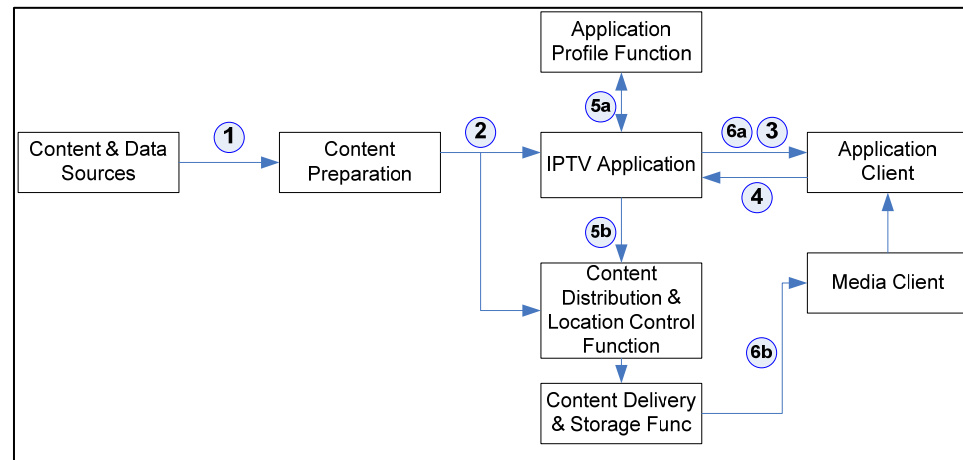 Application
Profile Function
5a
1
2
6a
3
Content & Data
Sources
Content
Preparation
IPTV Application
Application
Client
4
5b
Content
Distribution &
Location Control
Function
Media Client
6b
Content Delivery
& Storage Func